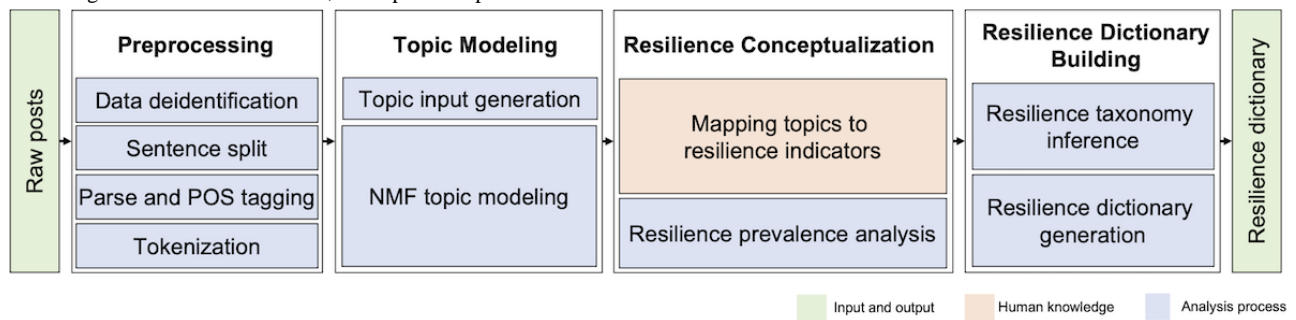 Raw posts
Preprocessing
Data deidentification
Sentence split
Parse and POS tagging
Tokenization
Topic Modeling
Topic input generation
NMF topic modeling
Resilience Conceptualization
Mapping topics to
resilience indicators
Resilience prevalence analysis
Resilience Dictionary
Building
Resilience taxonomy
inference
Resilience dictionary
generation
Resilience dictionary
Input and output
Human knowledge
Analysis process